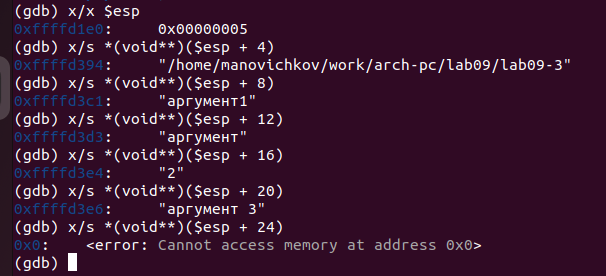 (gdb) x/x $esp
0xffffd1e0:     0x00000005
(gdb) x/s *(void**)($esp + 4)
0xffffd394:     "/home/manovichkov/work/arch-pc/lab09/lab09-3"
(gdb) x/s *(void**)($esp + 8)
0xffffd3c1:     "аргумент1"
(gdb) x/s *(void**)($esp + 12)
0xffffd3d3:     "аргумент"
(gdb) x/s *(void**)($esp + 16)
0xffffd3e4:     "2"
(gdb) x/s *(void**)($esp + 20)
0xffffd3e6:     "аргумент 3"
(gdb) x/s *(void**)($esp + 24)
0x0:    <error: Cannot access memory at address 0x0>
(gdb)